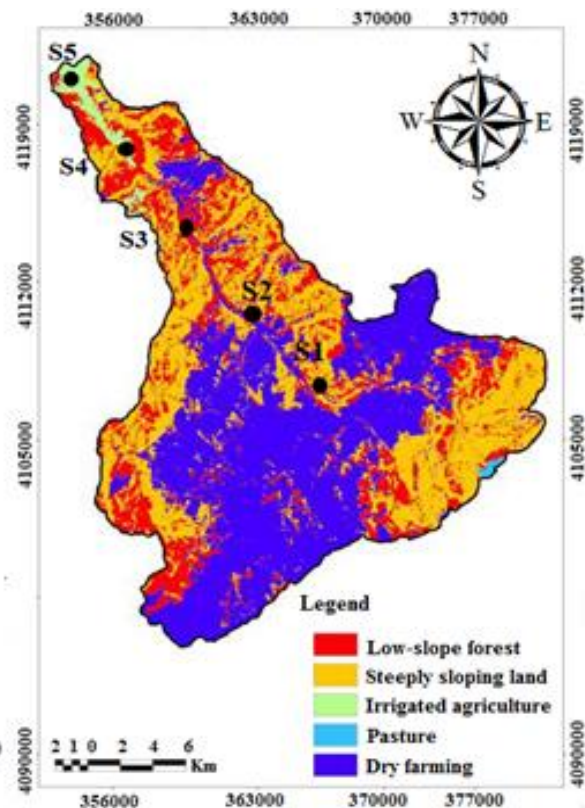 356000 363000 370000 377000
S5
N
4119000 W E 4119000
S4
S
S3
4112000 S2 4112000
S1
4105000 4105000
Legend
Low-slope forest
Steeply sloping land
Irrigated agriculture
Pasture
Dry farming
2 1 0 2 4 6
Km
4090000 4090000
356000 363000 370000 377000